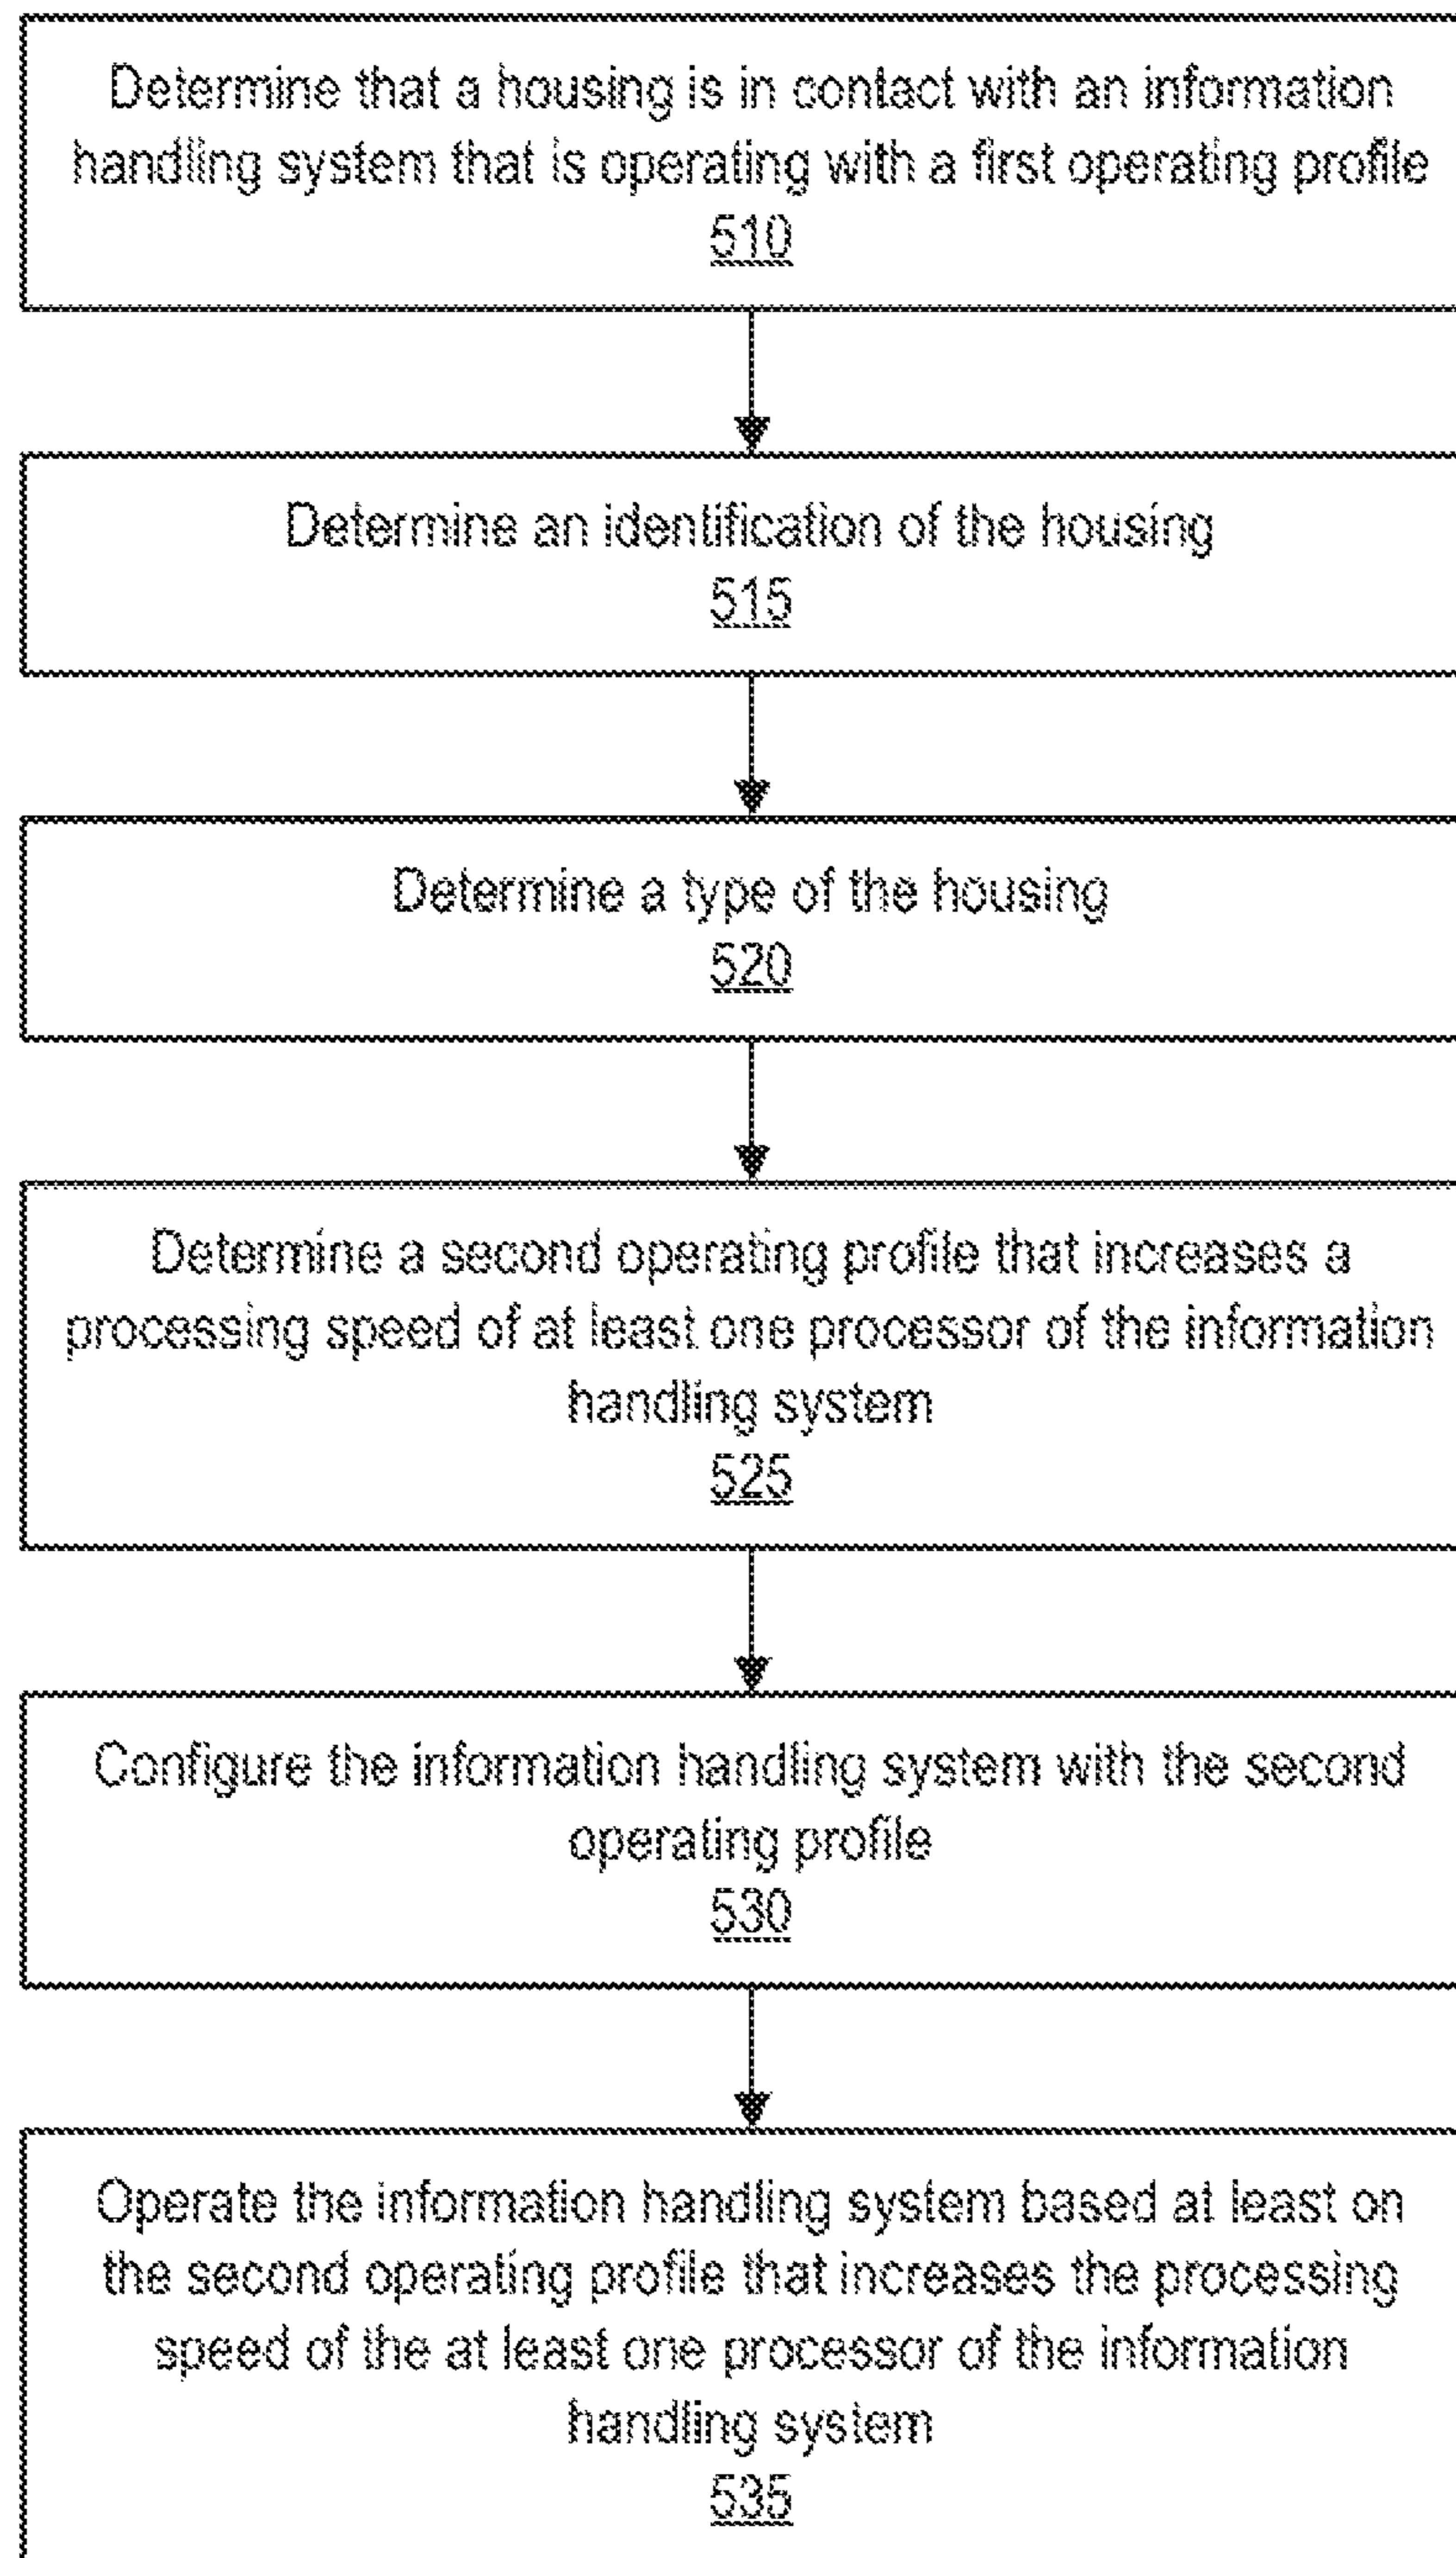 Determine that a housing is in contact with an information
handling system that is operating with a first operating profile
510
Determine an identification of the housing
515
Determine a type of the housing
520
Determine a second operating profile that increases a
processing speed of at least one processor of the information
handling system
525
Configure the information handling system with the second
operating profile
530
Operate the information handling system based at least on
the second operating profile that increases the processing
speed of the at least one processor of the information
handling system
535